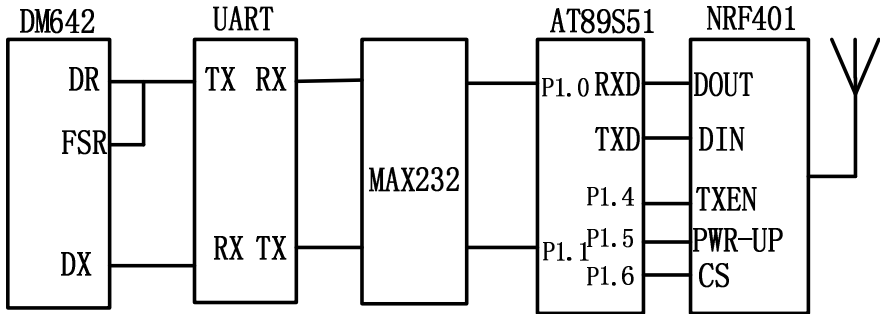 DM642 UART AT89S51 NRF401
DR TX RX P1.0 RXD DOUT
FSR TXD DIN
MAX232 P1.4 TXEN
DX RX TX P1.1 P1.5 PWR-UP
P1.6 CS